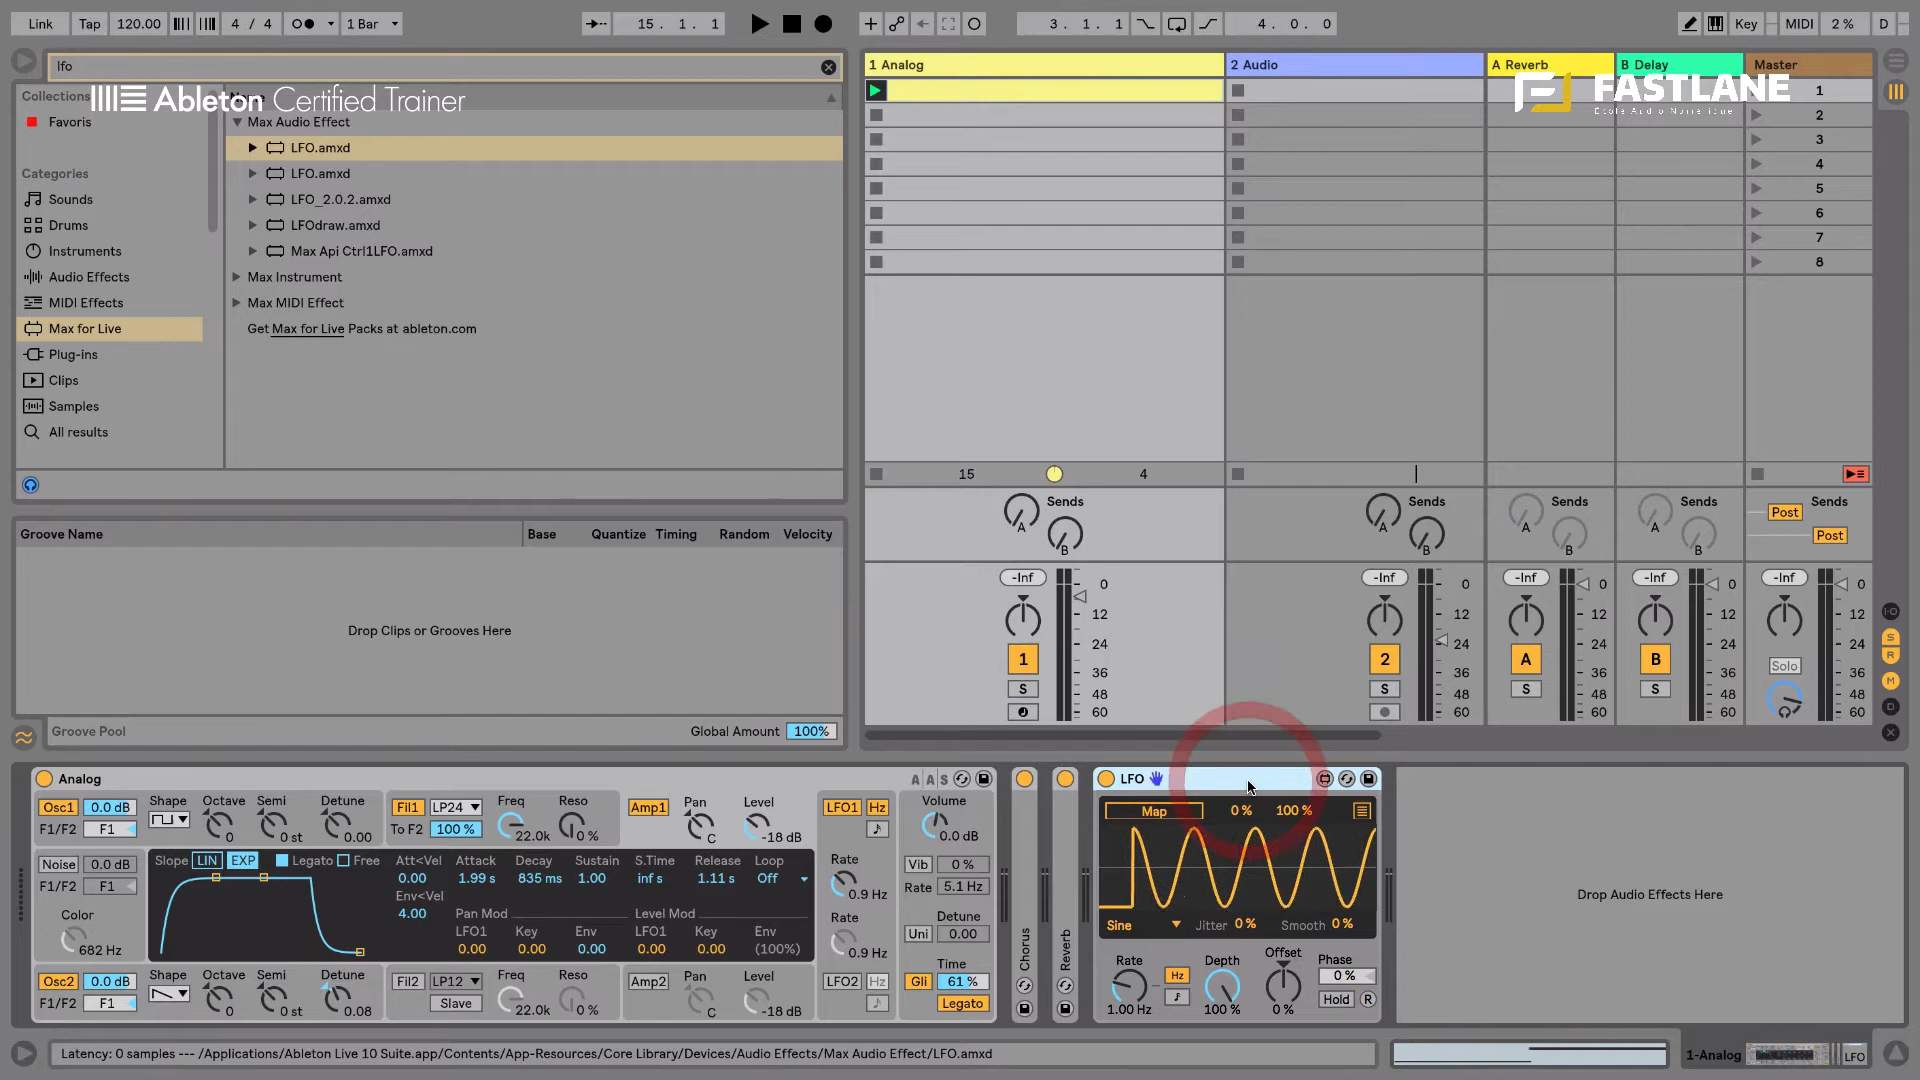 Link Tap 120.00 4 / 4 1 Bar 15. 1. 1 3. 1. 1 4. 0. 0 Key MIDI 2 % D
lfo
Collections
Ableton Certified Trainer
Favoris
Categories
Sounds
Drums
Instruments
Audio Effects
MIDI Effects
Max for Live
Plug-ins
Clips
Samples
All results
Max Audio Effect
LFO.amxd
LFO.amxd
LFO_2.0.2.amxd
LFOdraw.amxd
Max Api Ctrl1LFO.amxd
Max Instrument
Max MIDI Effect
Get Max for Live Packs at ableton.com
1 Analog 2 Audio A Reverb B Delay Master
FASTLANE
École Audio Numérique
1
2
3
4
5
6
7
8
15 4
Sends Sends Sends Sends Sends
A A A A Post
B B B B Post
-Inf -Inf -Inf -Inf -Inf
0 0 0 0 0
12 12 12 12 12
24 24 24 24 24
36 36 36 36 36
48 48 48 48 48
60 60 60 60 60
1 2 A B Solo
S S S S
I-O
S
R
M
D
Groove Name Base Quantize Timing Random Velocity
Drop Clips or Grooves Here
Groove Pool Global Amount 100%
Analog A A S
Osc1 0.0 dB Shape Octave Semi Detune
F1/F2 F1 0 0 st 0.00
Fil1 LP24 Freq Reso
To F2 100 % 22.0k 0 %
Amp1 Pan Level
C -18 dB
LFO1 Hz
Volume
0.0 dB
Noise 0.0 dB
F1/F2 F1
Color
682 Hz
Slope LIN EXP Legato Free Att<Vel Attack Decay Sustain S.Time Release Loop
0.00 1.99 s 835 ms 1.00 inf s 1.11 s Off
Env<Vel
4.00 Pan Mod Level Mod
LFO1 Key Env LFO1 Key Env
0.00 0.00 0.00 0.00 0.00 (100%)
Rate
0.9 Hz
Rate
0.9 Hz
Vib 0 %
Rate 5.1 Hz
Detune
Uni 0.00
Time
Gli 61 %
Legato
Osc2 0.0 dB Shape Octave Semi Detune
F1/F2 F1 0 0 st 0.08
Fil2 LP12 Freq Reso
Slave 22.0k 0 %
Amp2 Pan Level
C -18 dB
LFO2 Hz
Chorus
Reverb
LFO
Map 0 % 100 %
Sine Jitter 0 % Smooth 0 %
Rate Hz Depth Offset Phase
0 %
Hold R
1.00 Hz 100 % 0 %
Drop Audio Effects Here
Latency: 0 samples --- /Applications/Ableton Live 10 Suite.app/Contents/App-Resources/Core Library/Devices/Audio Effects/Max Audio Effect/LFO.amxd
1-Analog LFO